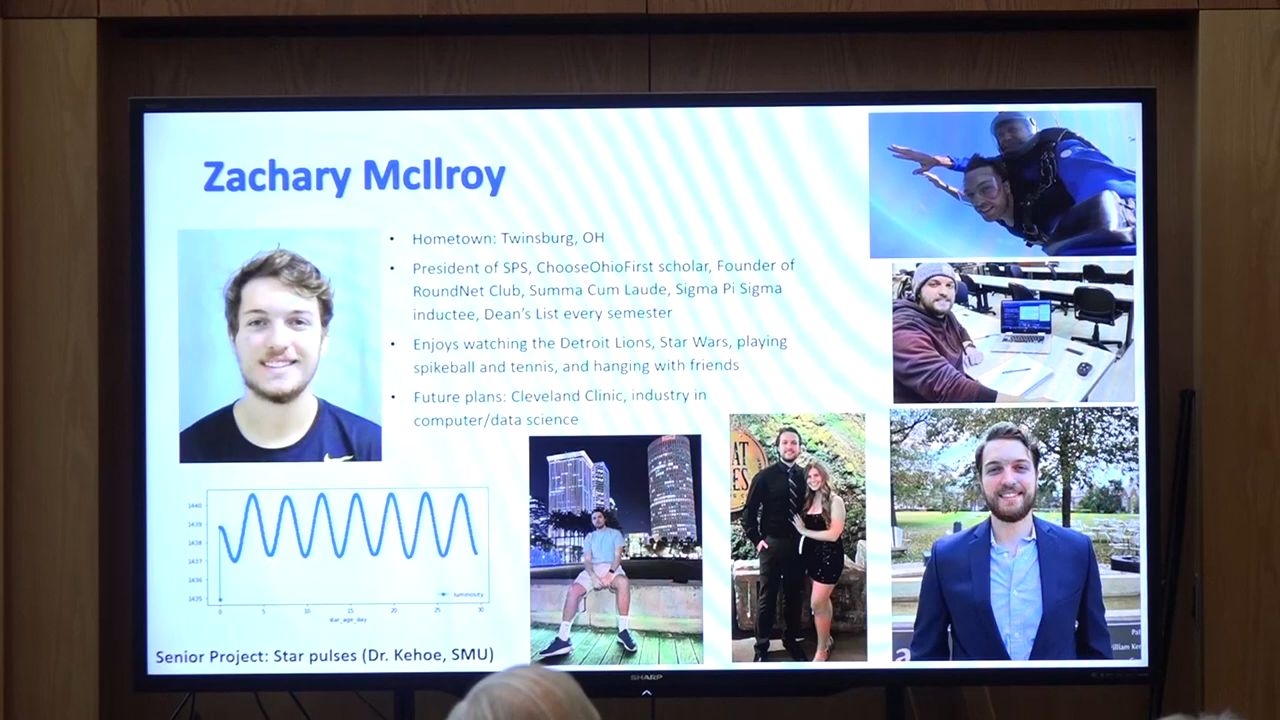 Zachary McIlroy
• Hometown: Twinsburg, OH
• President of SPS, ChooseOhioFirst scholar, Founder of
RoundNet Club, Summa Cum Laude, Sigma Pi Sigma
inductee, Dean's List every semester
• Enjoys watching the Detroit Lions, Star Wars, playing
spikeball and tennis, and hanging with friends
• Future plans: Cleveland Clinic, industry in
computer/data science
1440
1439
1438
1437
1436
1435
0 5 10 15 20 25 30
star_age_day
luminosity
Senior Project: Star pulses (Dr. Kehoe, SMU)
SHARP